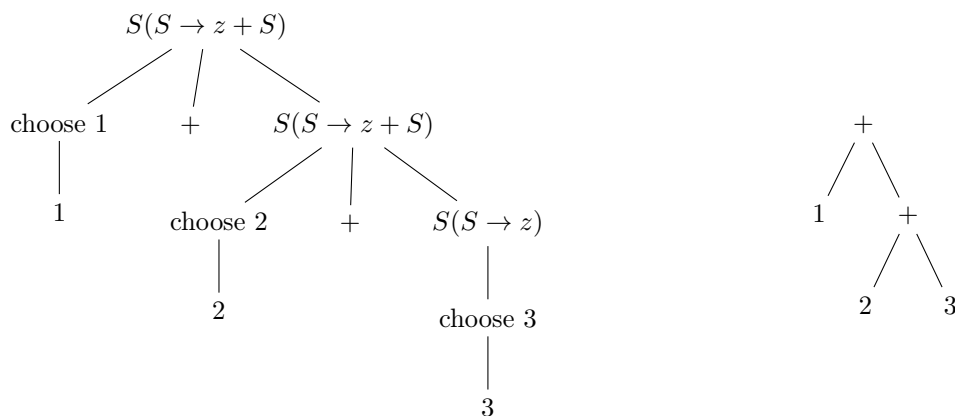 S(S → z + S)
choose 1 + S(S → z + S) +
1 choose 2 + S(S → z) 1 +
2 choose 3 2 3
3